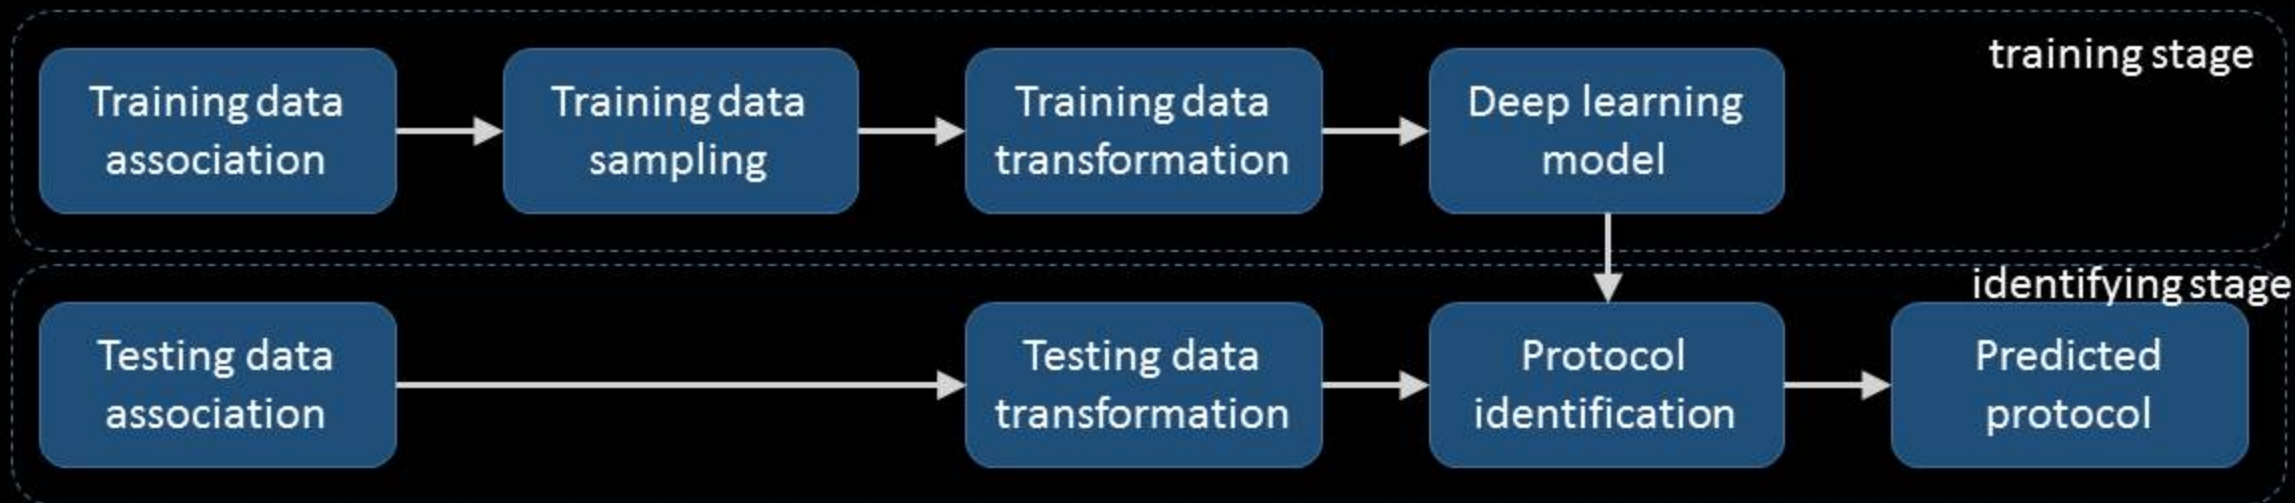 training stage
Training data
association
Training data
sampling
Training data
transformation
Deep learning
model
identifying stage
Testing data
association
Testing data
transformation
Protocol
identification
Predicted
protocol